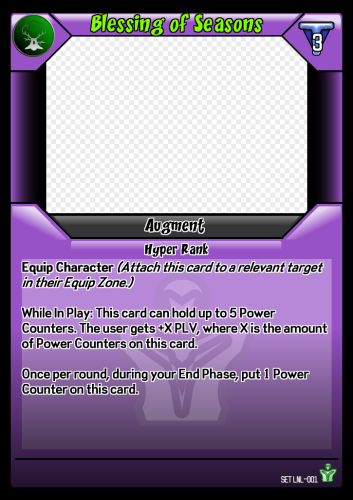 Blessing of Seasons
3
Augment
Hyper Rank
Equip Character (Attach this card to a relevant target
in their Equip Zone.)
While In Play: This card can hold up to 5 Power
Counters. The user gets +X PLV, where X is the amount
of Power Counters on this card.
Once per round, during your End Phase, put 1 Power
Counter on this card.
SET LNL-001